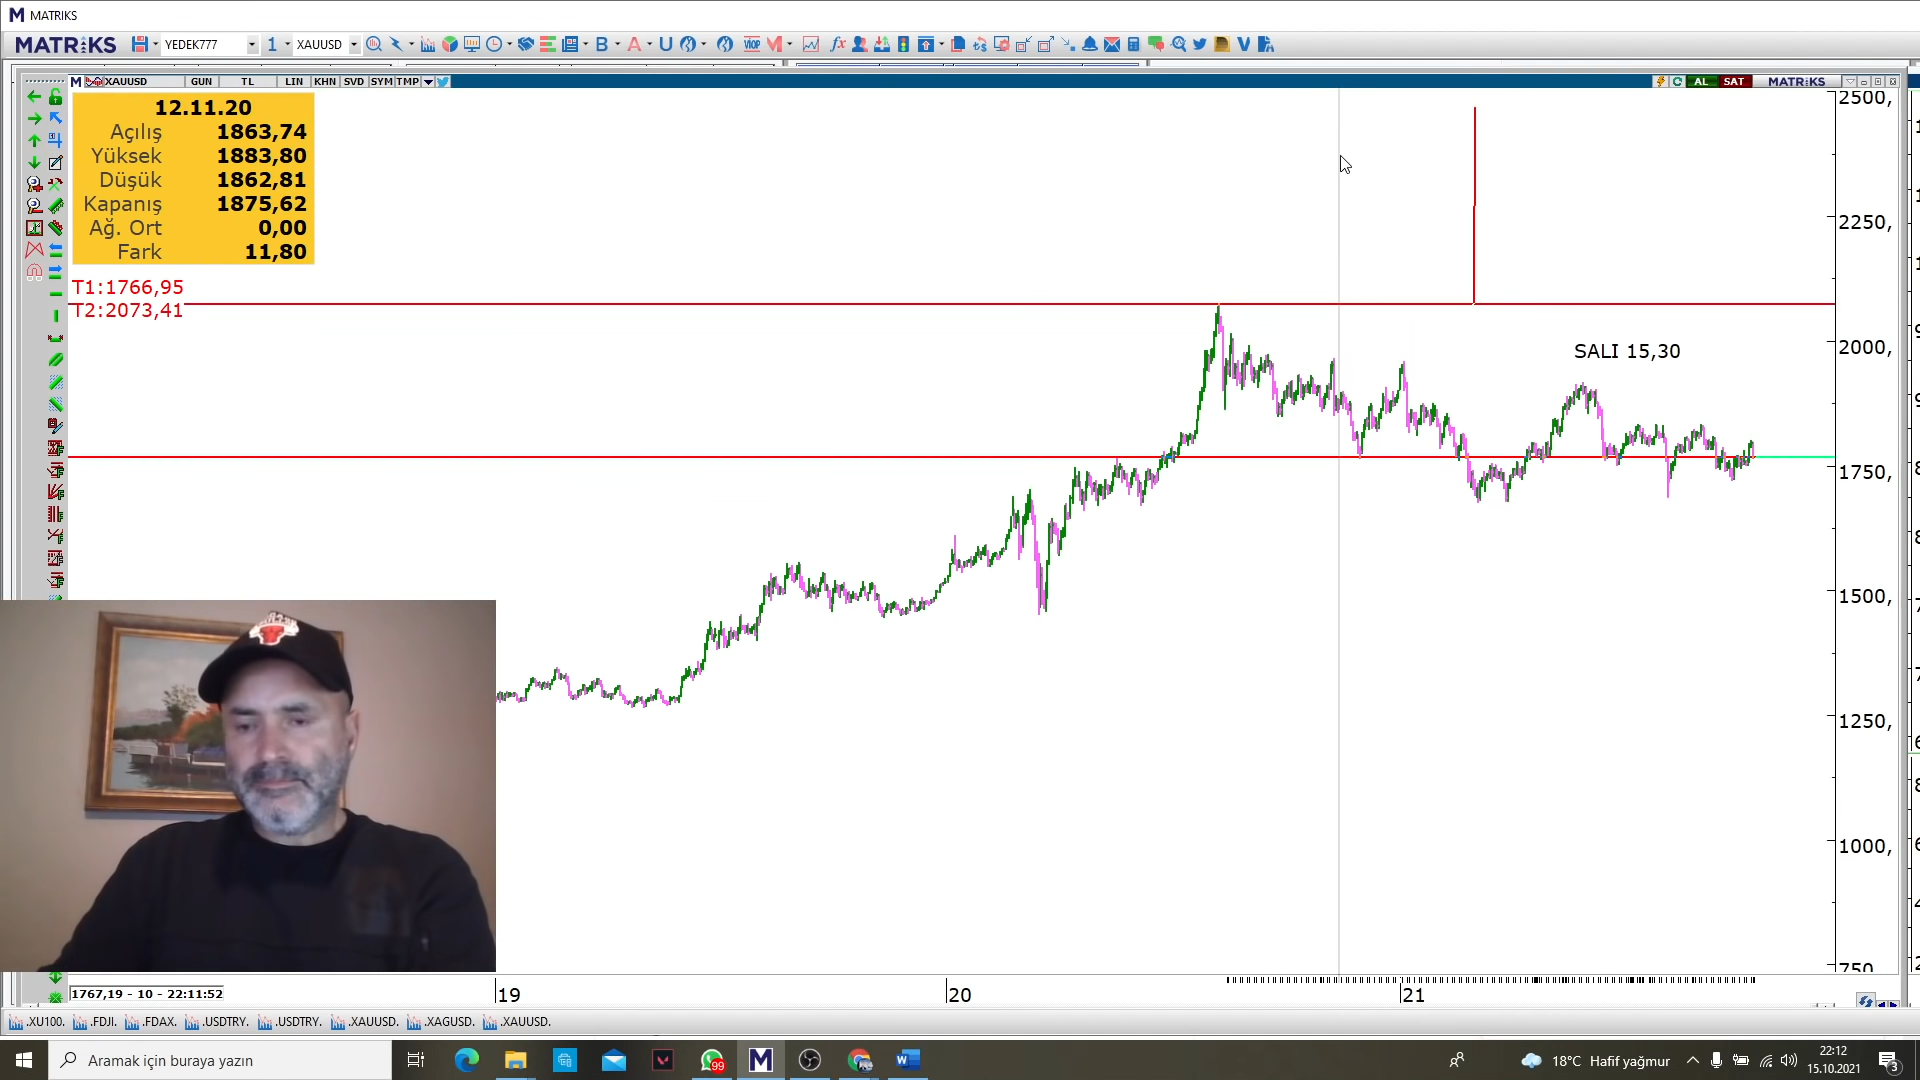 MATRIKS
MATRIKS YEDEK777 1 XAUUSD B A U VIOP M fx V
M XAUUSD GUN TL LIN KHN SVD SYM TMP AL SAT MATRIKS
12.11.20
Açılış 1863,74
Yüksek 1883,80
Düşük 1862,81
Kapanış 1875,62
Ağ. Ort 0,00
Fark 11,80
T1:1766,95
T2:2073,41
SALI 15,30
2500,
2250,
2000,
1750,
1500,
1250,
1000,
750
1767,19 - 10 - 22:11:52
19 20 21
.XU100. .FDJI. .FDAX. .USDTRY. .USDTRY. .XAUUSD. .XAGUSD. .XAUUSD.
Aramak için buraya yazın
99
18°C Hafif yağmur
22:12
15.10.2021
3